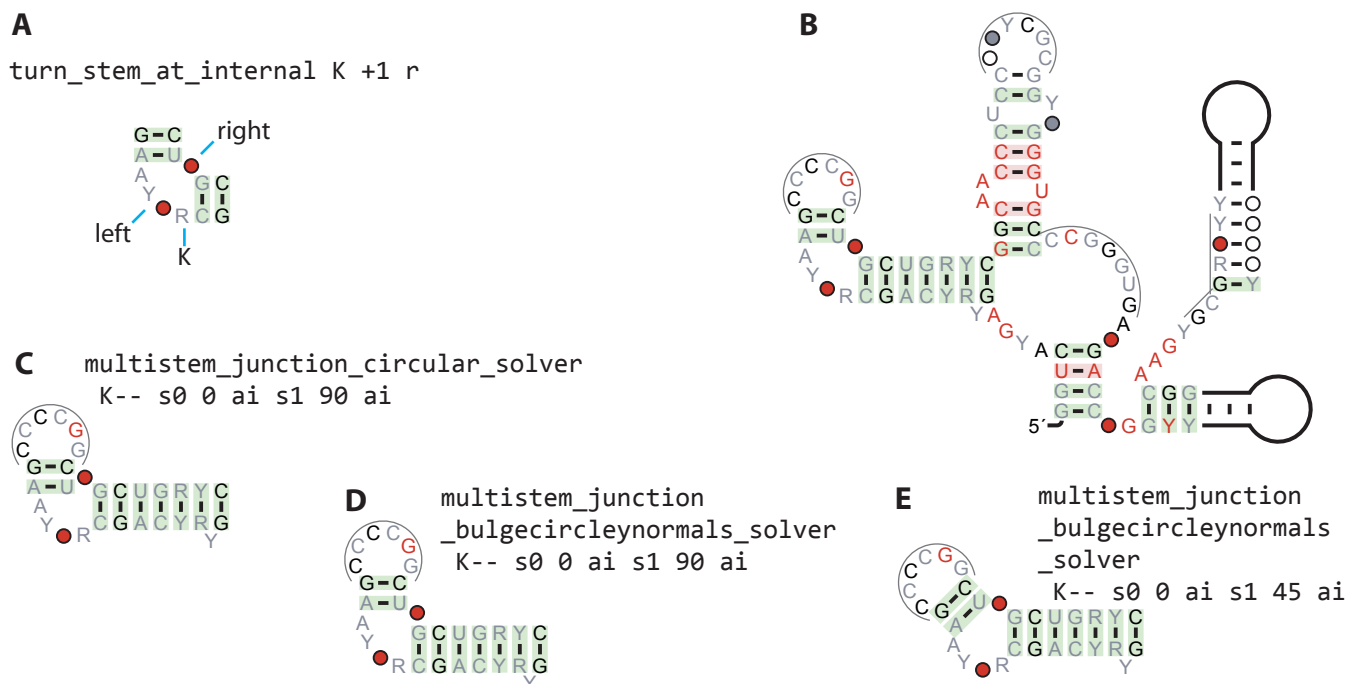 A
turn_stem_at_internal K +1 r
G C
A U
right
A
Y
G C
left
R C G
K
B
O Y C G C G
C G
C G
U Y
C G
C G
C G
A
A U
C G
G C
G C C C G G G U G A
C C C C G G
G C
A U
A
A
Y
R
G C U G R Y C
C G A C Y R G
Y A G Y A
C G
U A
G C
5´ G C
G G Y Y
C G G
A A G Y G C
Y O
Y O
O
R O
G Y
C
multistem_junction_circular_solver
K-- s0 0 ai s1 90 ai
C C C C G G
G C
A U
A
Y
R
G C U G R Y C
C G A C Y R G
Y
D
multistem_junction
_bulgecircleynormals_solver
K-- s0 0 ai s1 90 ai
C C C C G G
G C
A U
A
Y
R
G C U G R Y C
C G A C Y R G
Y
E
multistem_junction
_bulgecircleynormals
_solver
K-- s0 0 ai s1 45 ai
C C C C G G
G C
A U
A
Y
R
G C U G R Y C
C G A C Y R G
Y